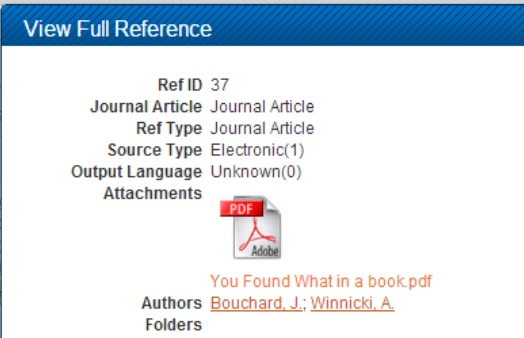 View Full Reference
Ref ID 37
Journal Article Journal Article
Ref Type Journal Article
Source Type Electronic(1)
Output Language Unknown(0)
Attachments
PDF
Adobe
You Found What in a book.pdf
Authors Bouchard, J.; Winnicki, A.
Folders